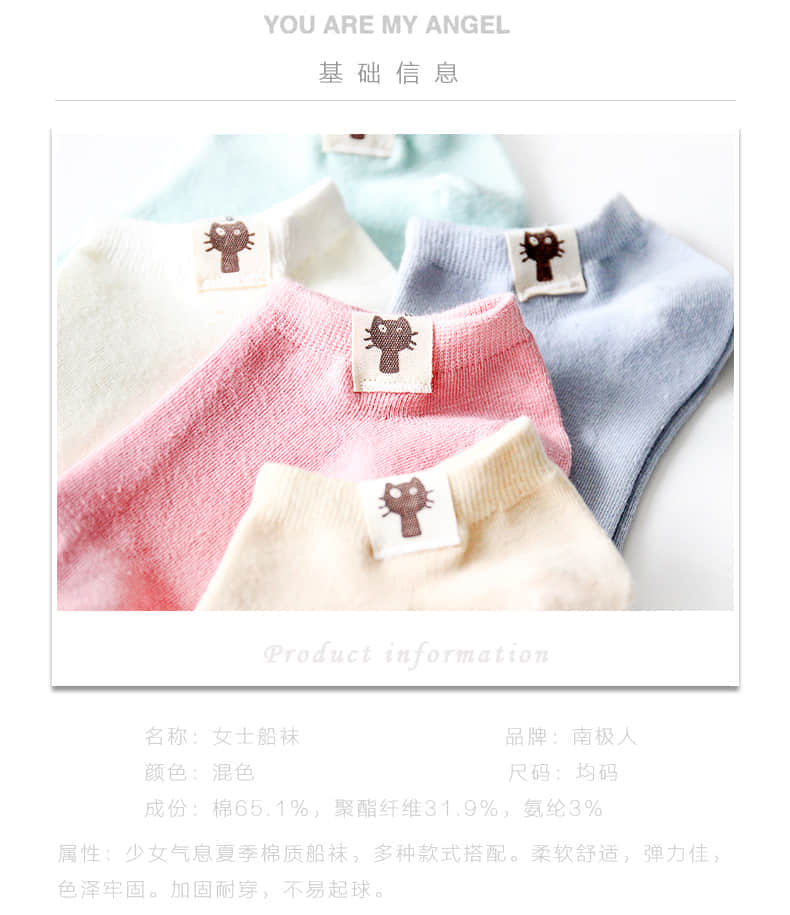 YOU ARE MY ANGEL
基础信息
Product information
名称：女士船袜 品牌：南极人
颜色：混色 尺码：均码
成份：棉65.1%，聚酯纤维31.9%，氨纶3%
属性：少女气息夏季棉质船袜，多种款式搭配。柔软舒适，弹力佳，
色泽牢固。加固耐穿，不易起球。